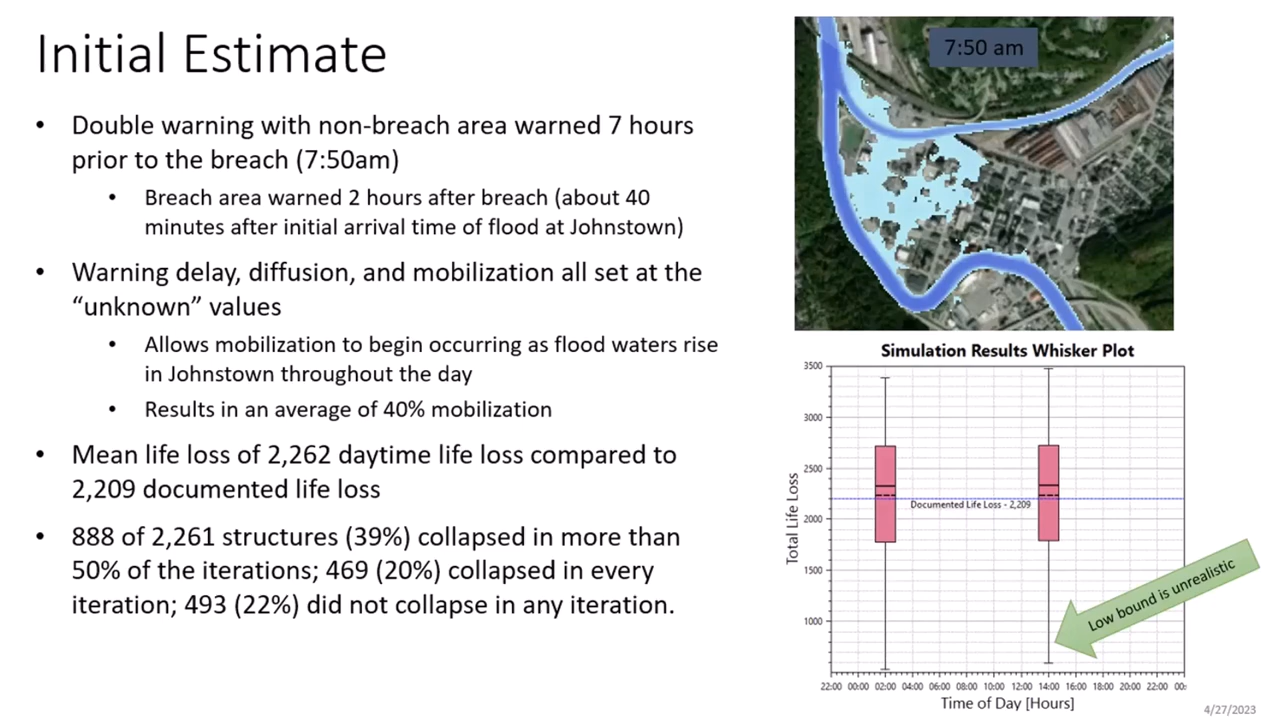 Initial Estimate
• Double warning with non-breach area warned 7 hours
prior to the breach (7:50am)
• Breach area warned 2 hours after breach (about 40
minutes after initial arrival time of flood at Johnstown)
• Warning delay, diffusion, and mobilization all set at the
“unknown” values
• Allows mobilization to begin occurring as flood waters rise
in Johnstown throughout the day
• Results in an average of 40% mobilization
• Mean life loss of 2,262 daytime life loss compared to
2,209 documented life loss
• 888 of 2,261 structures (39%) collapsed in more than
50% of the iterations; 469 (20%) collapsed in every
iteration; 493 (22%) did not collapse in any iteration.
7:50 am
Simulation Results Whisker Plot
3500
3000
2500
2000
1500
1000
Total Life Loss
Documented Life Loss - 2,209
Low bound is unrealistic
22:00 00:00 02:00 04:00 06:00 08:00 10:00 12:00 14:00 16:00 18:00 20:00 22:00 00:
Time of Day [Hours]
4/27/2023